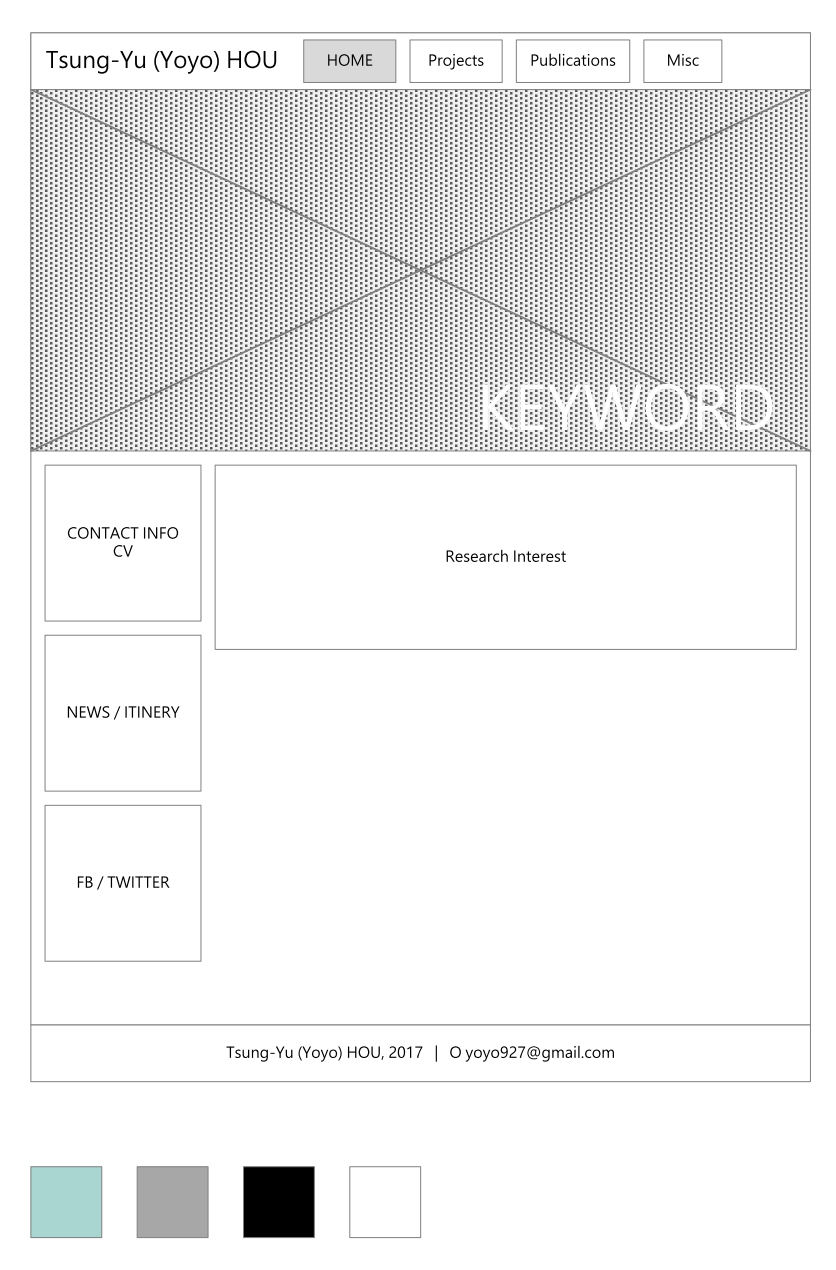 Tsung-Yu (Yoyo) HOU
HOME
Projects
Publications
Misc
KEYWORD
CONTACT INFO
CV
Research Interest
NEWS / ITINERY
FB / TWITTER
Tsung-Yu (Yoyo) HOU, 2017 | O yoyo927@gmail.com